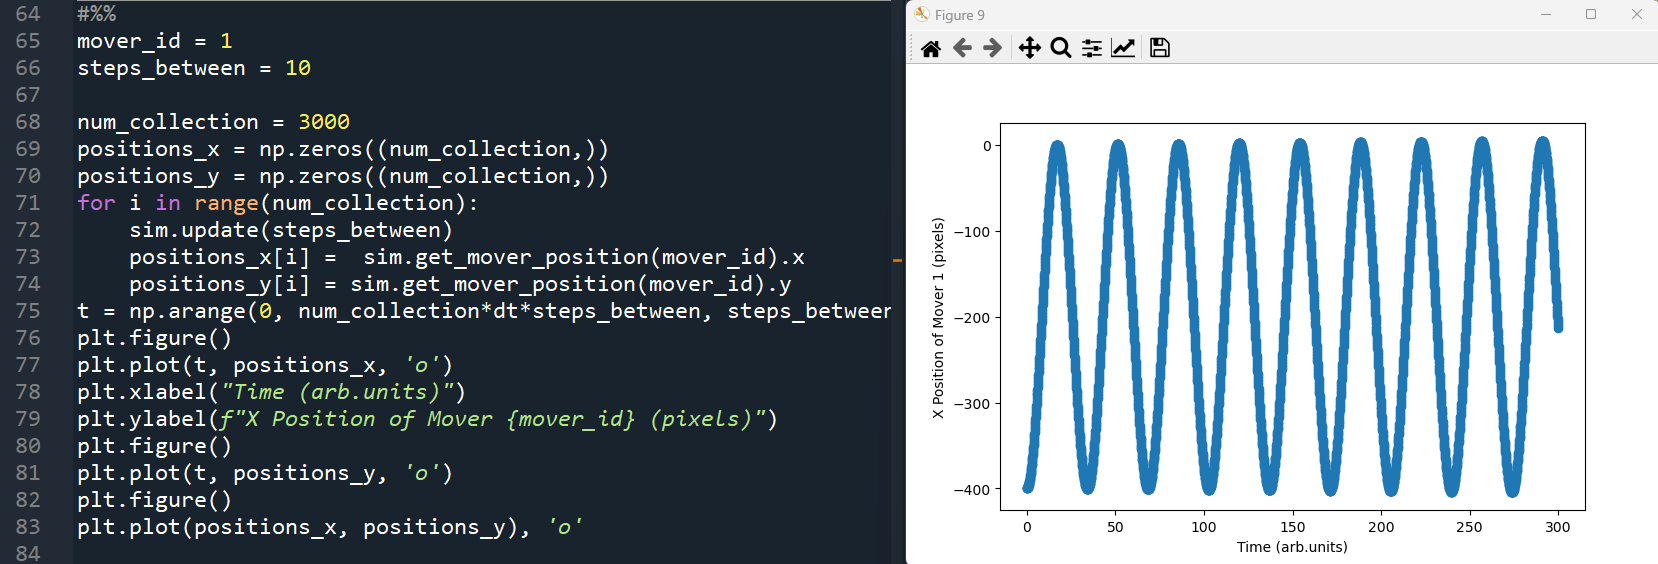 64 #%%
65 mover_id = 1
66 steps_between = 10
67
68 num_collection = 3000
69 positions_x = np.zeros((num_collection,))
70 positions_y = np.zeros((num_collection,))
71 for i in range(num_collection):
72     sim.update(steps_between)
73     positions_x[i] =  sim.get_mover_position(mover_id).x
74     positions_y[i] = sim.get_mover_position(mover_id).y
75 t = np.arange(0, num_collection*dt*steps_between, steps_between
76 plt.figure()
77 plt.plot(t, positions_x, 'o')
78 plt.xlabel("Time (arb.units)")
79 plt.ylabel(f"X Position of Mover {mover_id} (pixels)")
80 plt.figure()
81 plt.plot(t, positions_y, 'o')
82 plt.figure()
83 plt.plot(positions_x, positions_y), 'o'
84
Figure 9
X Position of Mover 1 (pixels)
0
−100
−200
−300
−400
0 50 100 150 200 250 300
Time (arb.units)